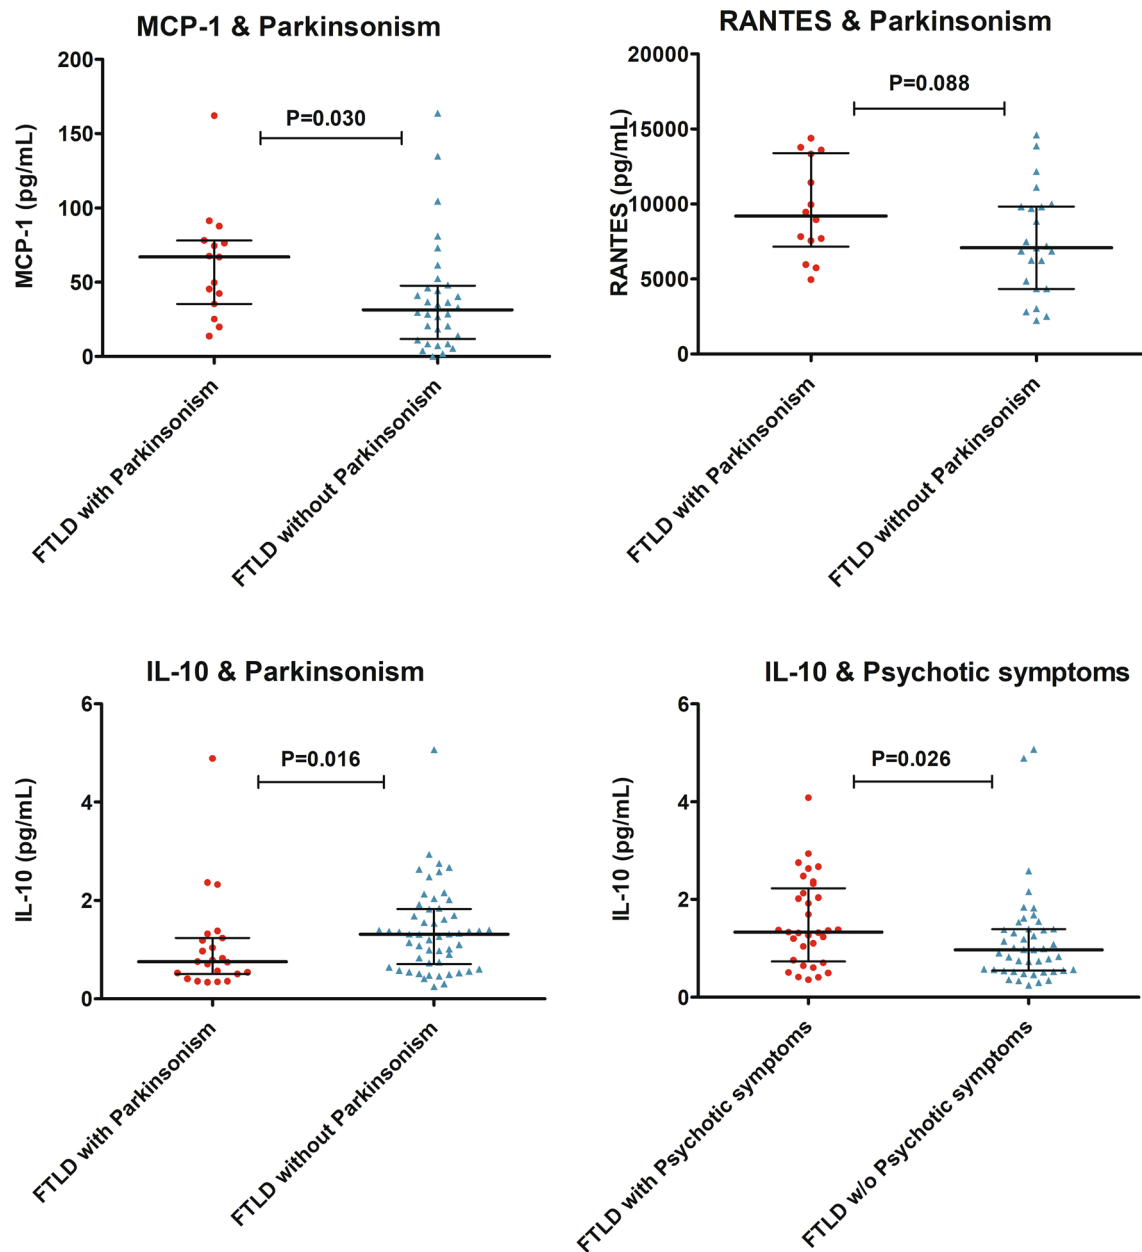 MCP-1 & Parkinsonism
200
150
100
50
0
MCP-1 (pg/mL)
P=0.030
FTLD with Parkinsonism
FTLD without Parkinsonism
RANTES & Parkinsonism
20000
15000
10000
5000
0
RANTES (pg/mL)
P=0.088
FTLD with Parkinsonism
FTLD without Parkinsonism
IL-10 & Parkinsonism
6
4
2
0
IL-10 (pg/mL)
P=0.016
FTLD with Parkinsonism
FTLD without Parkinsonism
IL-10 & Psychotic symptoms
6
4
2
0
IL-10 (pg/mL)
P=0.026
FTLD with Psychotic symptoms
FTLD w/o Psychotic symptoms